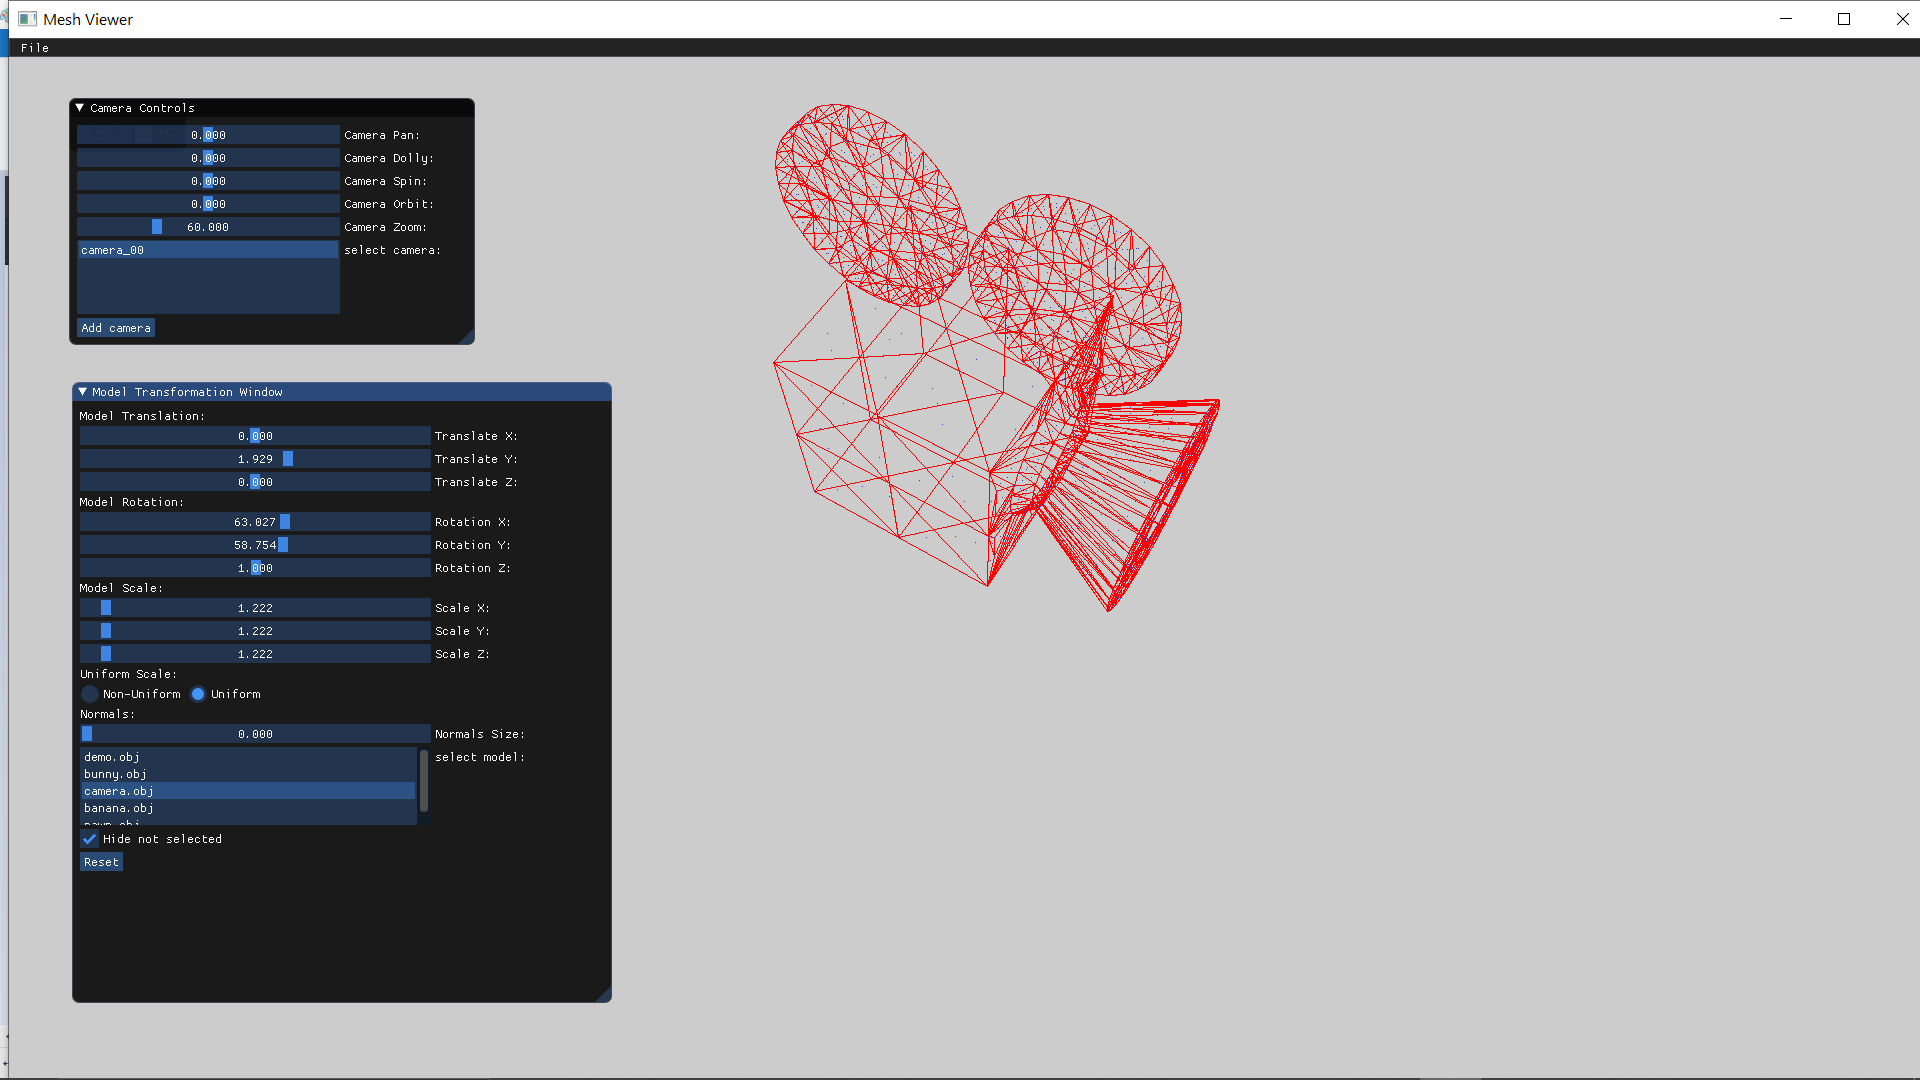 Mesh Viewer
File
Camera Controls
0.000 Camera Pan:
0.000 Camera Dolly:
0.000 Camera Spin:
0.000 Camera Orbit:
60.000 Camera Zoom:
camera_00 select camera:
Add camera
Model Transformation Window
Model Translation:
0.000 Translate X:
1.929 Translate Y:
0.000 Translate Z:
Model Rotation:
63.027 Rotation X:
58.754 Rotation Y:
1.000 Rotation Z:
Model Scale:
1.222 Scale X:
1.222 Scale Y:
1.222 Scale Z:
Uniform Scale:
Non-Uniform Uniform
Normals:
0.000 Normals Size:
demo.obj select model:
bunny.obj
camera.obj
banana.obj
Hide not selected
Reset